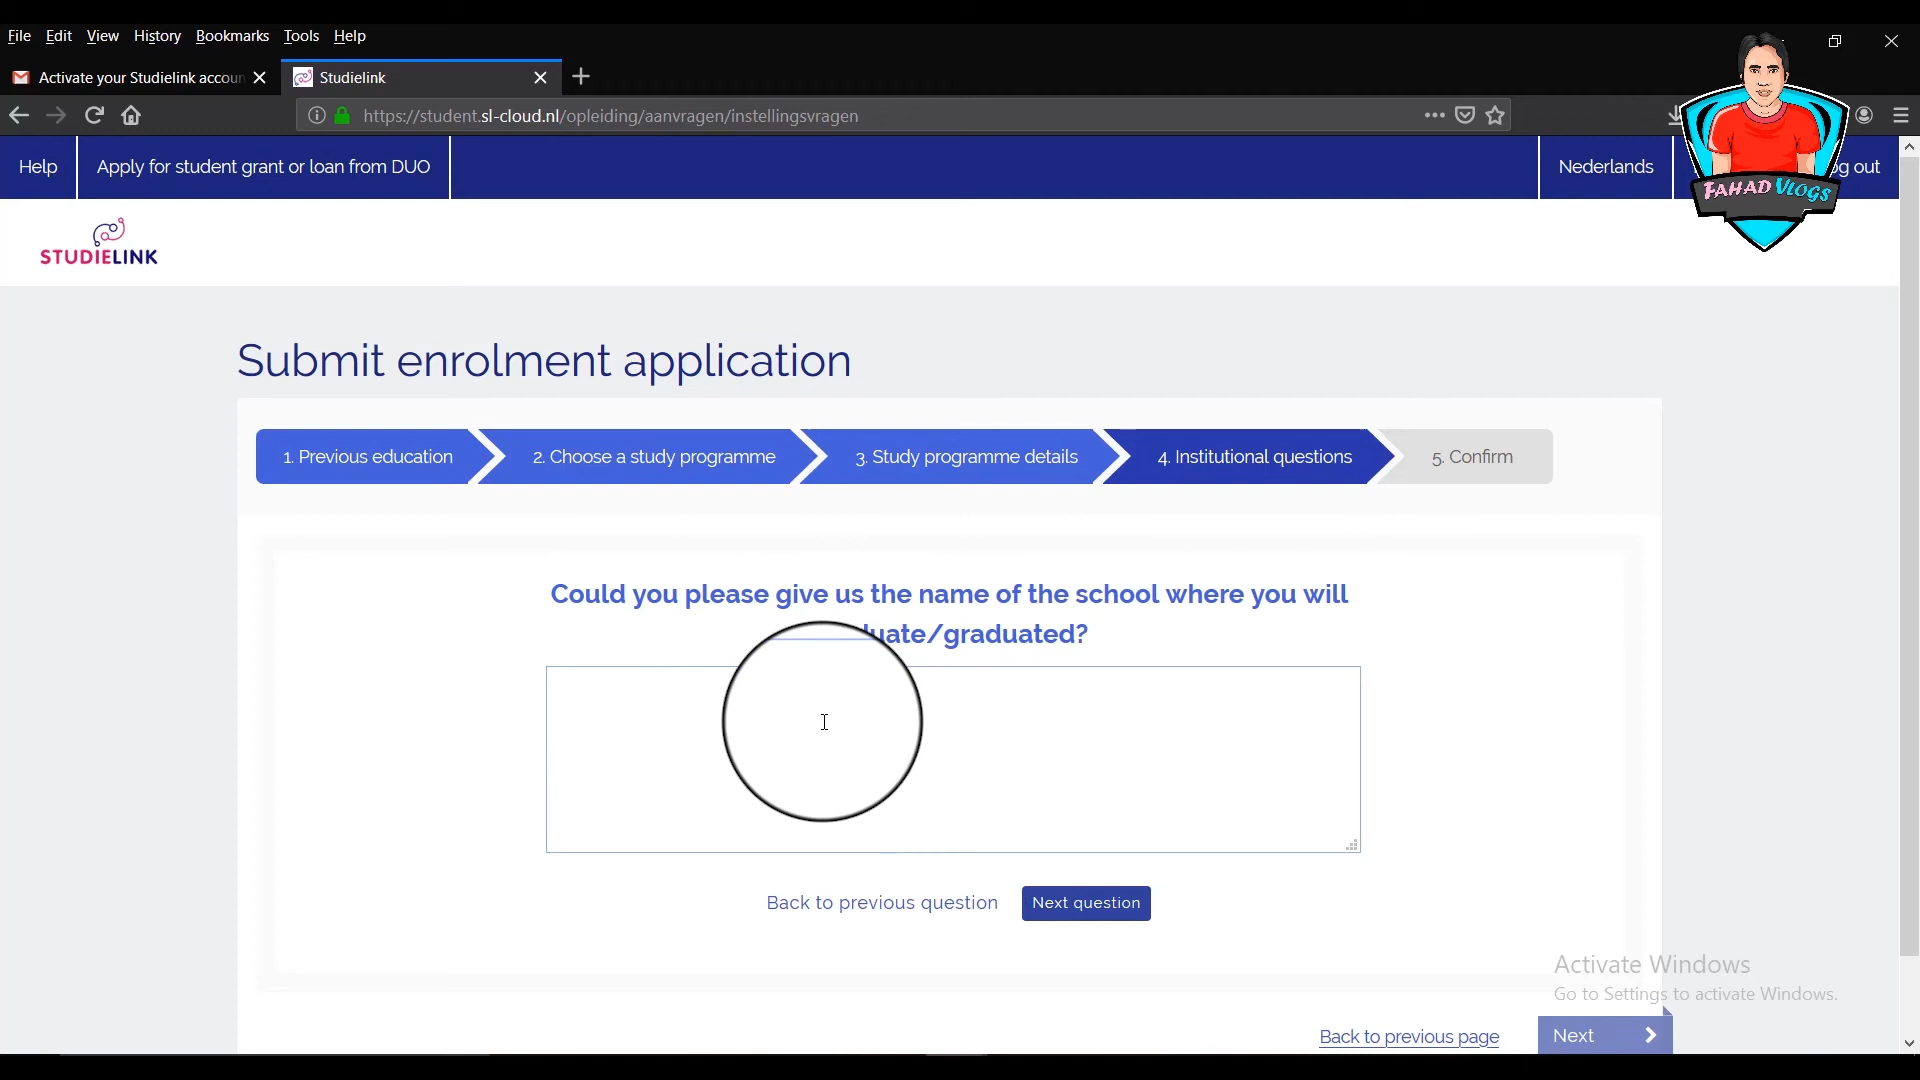 File Edit View History Bookmarks Tools Help
Activate your Studielink accoun
Studielink
https://student.sl-cloud.nl/opleiding/aanvragen/instellingsvragen
Help
Apply for student grant or loan from DUO
Nederlands
og out
FAHAD VLOGS
STUDIELINK
Submit enrolment application
1. Previous education
2. Choose a study programme
3. Study programme details
4. Institutional questions
5. Confirm
Could you please give us the name of the school where you will
luate/graduated?
Back to previous question
Next question
Activate Windows
Go to Settings to activate Windows.
Back to previous page
Next